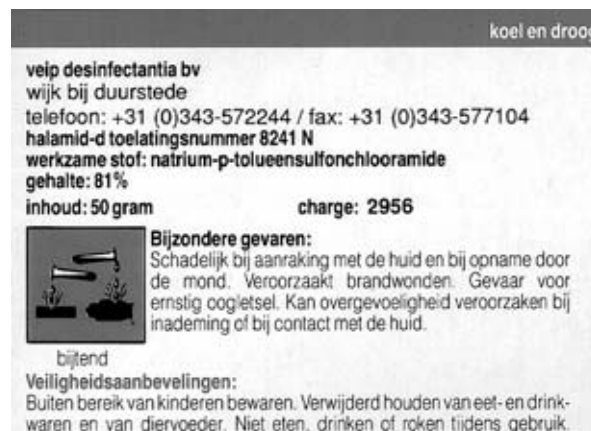 koel en droog
veip desinfectantia bv
wijk bij duurstede
telefoon: +31 (0)343-572244 / fax: +31 (0)343-577104
halamid-d toelatingsnummer 8241 N
werkzame stof: natrium-p-tolueensulfonchlooramide
gehalte: 81%
inhoud: 50 gram charge: 2956
Bijzondere gevaren:
Schadelijk bij aanraking met de huid en bij opname door
de mond. Veroorzaakt brandwonden. Gevaar voor
ernstig oogletsel. Kan overgevoeligheid veroorzaken bij
inademing of bij contact met de huid.
bijtend
Veiligheidsaanbevelingen:
Buiten bereik van kinderen bewaren. Verwijderd houden van eet- en drink-
waren en van diervoeder. Niet eten, drinken of roken tijdens gebruik.